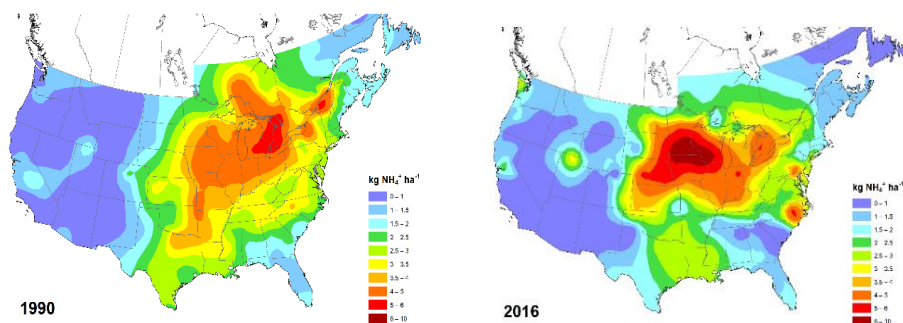 kg NH₄⁺ ha⁻¹
0 – 1
1 – 1.5
1.5 – 2
2 2.5
2.5 – 3
3 3.5
3.5 – 4
4 – 5
5 – 6
6 – 10
1990
kg NH₄⁺ ha⁻¹
0 – 1
1 – 1.5
1.5 – 2
2 – 2.5
2.5 – 3
3 – 3.5
3.5 – 4
4 – 5
5 – 6
6 – 10
2016